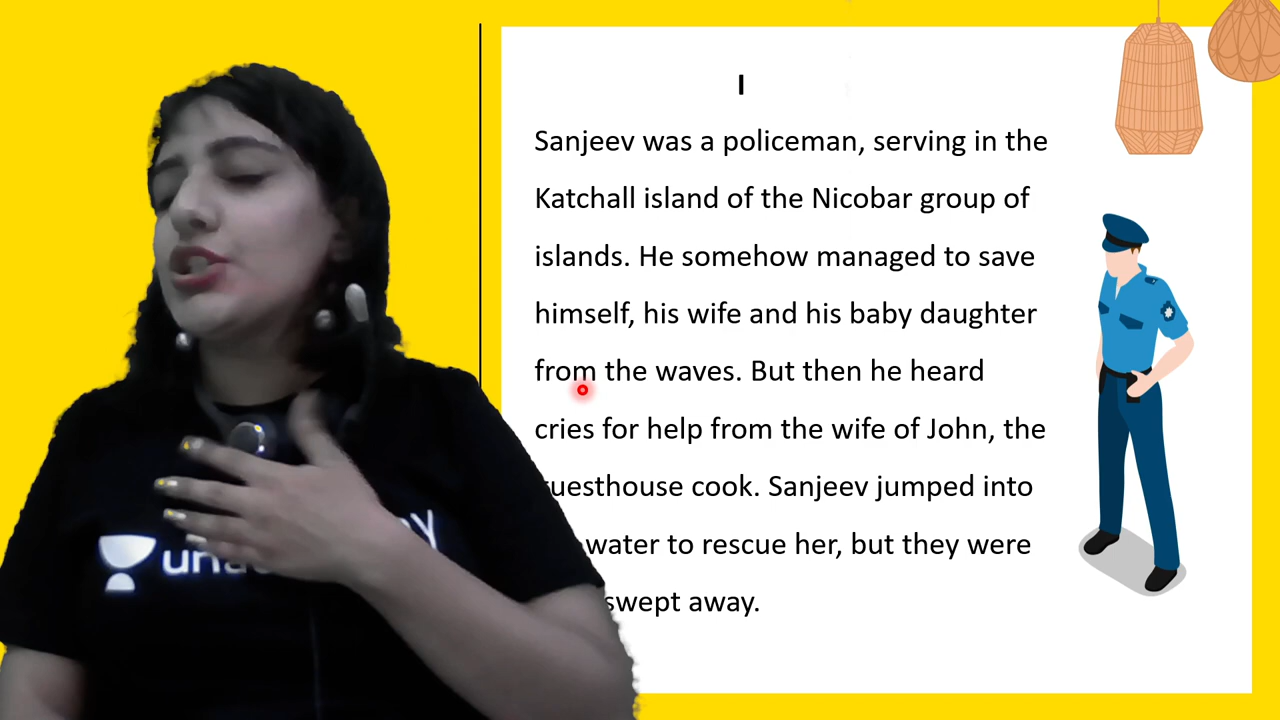 I
Sanjeev was a policeman, serving in the
Katchall island of the Nicobar group of
islands. He somehow managed to save
himself, his wife and his baby daughter
from the waves. But then he heard
cries for help from the wife of John, the
cook. Sanjeev jumped into
water to rescue her, but they were
swept away.